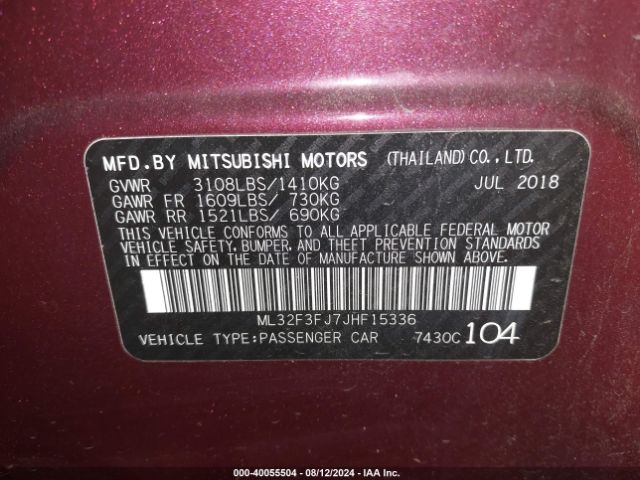 MFD.BY MITSUBISHI MOTORS (THAILAND) CO., LTD.
GVWR 3108LBS/1410KG JUL 2018
GAWR FR 1609LBS/ 730KG
GAWR RR 1521LBS/ 690KG
THIS VEHICLE CONFORMS TO ALL APPLICABLE FEDERAL MOTOR
VEHICLE SAFETY, BUMPER, AND THEFT PREVENTION STANDARDS
IN EFFECT ON THE DATE OF MANUFACTURE SHOWN ABOVE.
ML32F3FJ7JHF15336
VEHICLE TYPE:PASSENGER CAR 7430C 104
000-40055504 - 08/12/2024 - IAA Inc.